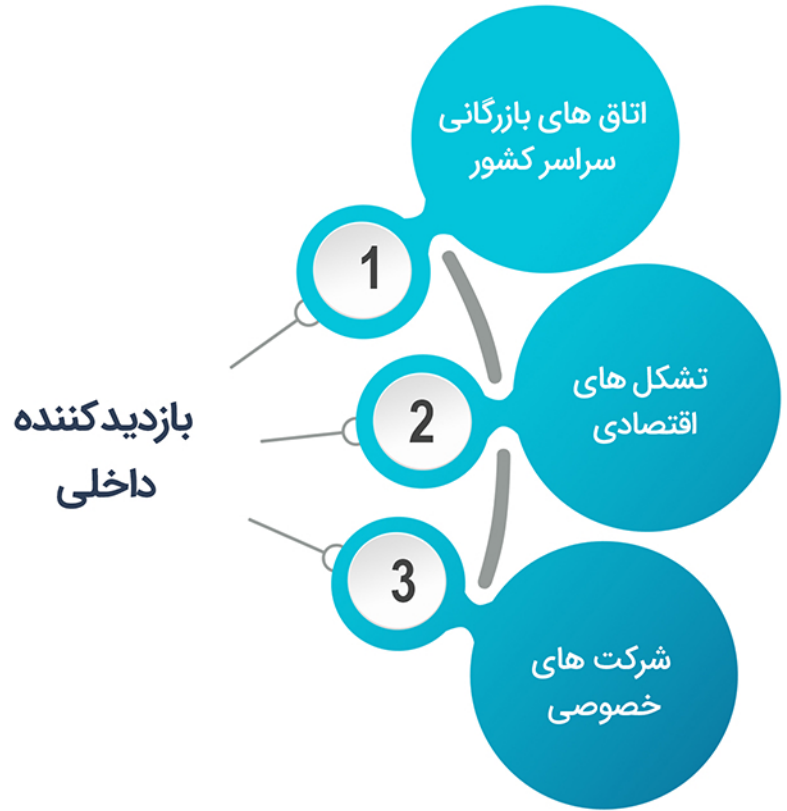 بازدیدکننده
داخلی
1
اتاق های بازرگانی
سراسر کشور
2
تشکل های
اقتصادی
3
شرکت های
خصوصی